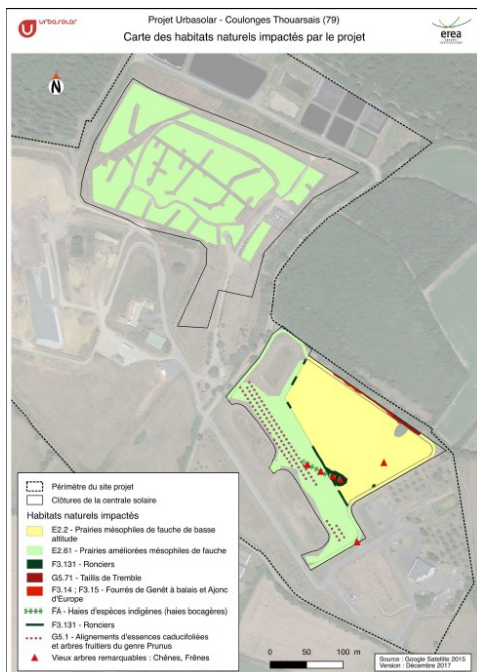 urbasolar
Projet Urbasolar - Coulonges Thouarsais (79)
Carte des habitats naturels impactés par le projet
erea
N
Périmètre du site projet
Clôtures de la centrale solaire
Habitats naturels impactés
E2.2 - Prairies mésophiles de fauche de basse
altitude
E2.61 - Prairies améliorées mésophiles de fauche
F3.131 - Ronciers
G5.71 - Taillis de Tremble
F3.14 ; F3.15 - Fourrés de Genêt à balais et Ajonc
d'Europe
FA - Haies d'espèces indigènes (haies bocagères)
F3.131 - Ronciers
G5.1 - Alignements d'essences caducifoliées
et arbres fruitiers du genre Prunus
Vieux arbres remarquables : Chênes, Frênes
0 50 100 m
Source : Google Satellite 2015
Version : Décembre 2017